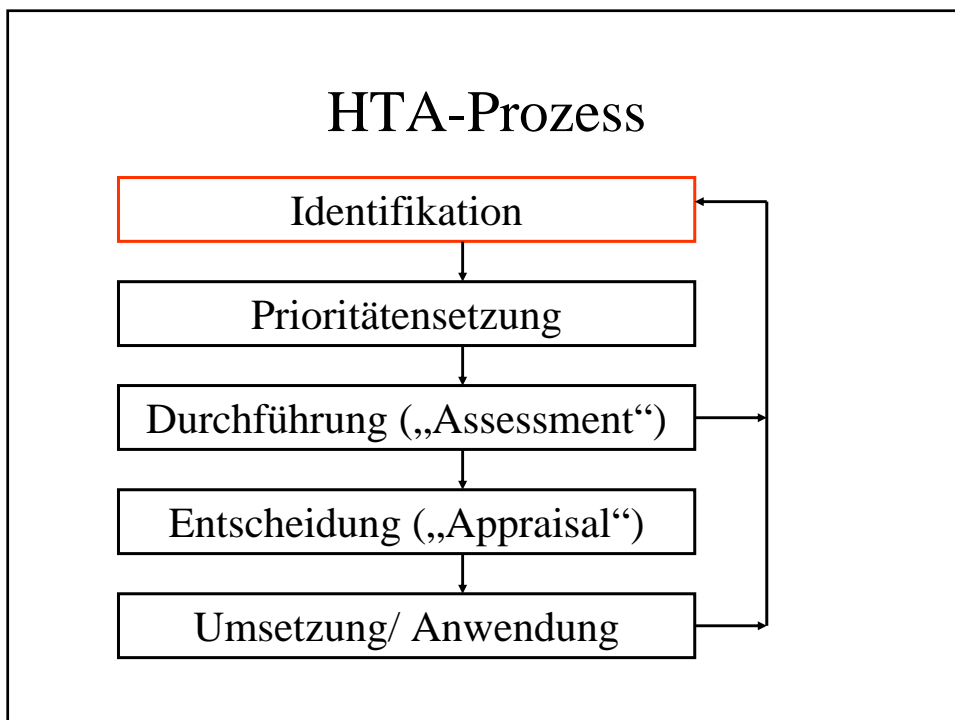 HTA-Prozess
Identifikation
Prioritätensetzung
Durchführung („Assessment“)
Entscheidung („Appraisal“)
Umsetzung/ Anwendung